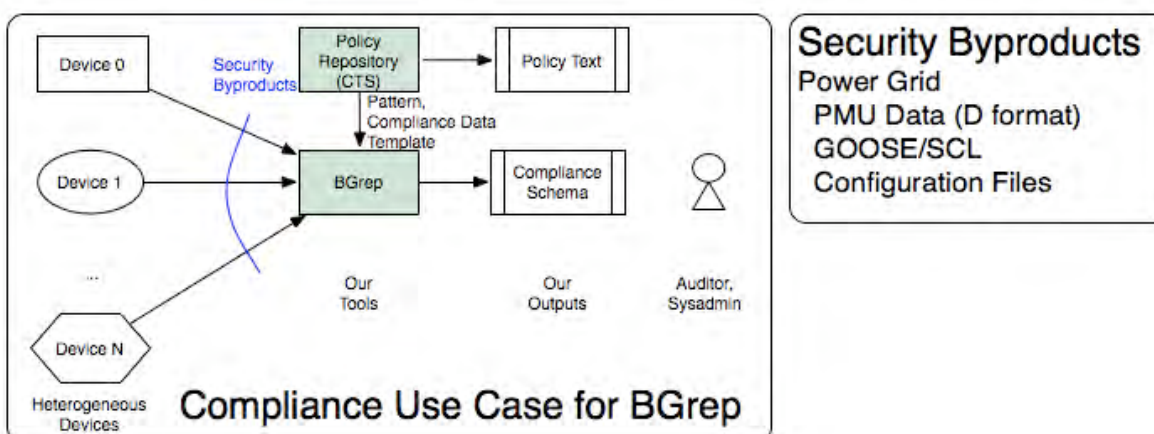 Device 0
Security
Byproducts
Policy
Repository
(CTS)
Policy Text
Pattern,
Compliance Data
Template
Device 1
BGrep
Compliance
Schema
...
Our
Tools
Our
Outputs
Auditor,
Sysadmin
Device N
Heterogeneous
Devices
Compliance Use Case for BGrep
Security Byproducts
Power Grid
PMU Data (D format)
GOOSE/SCL
Configuration Files